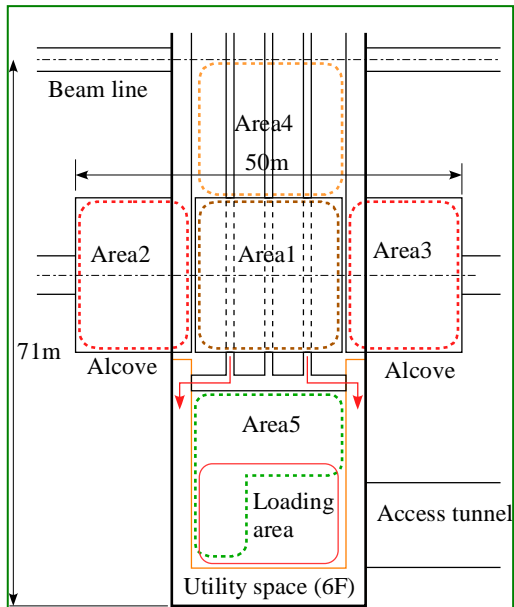 Beam line
Area4
50m
Area2
Area1
Area3
71m
Alcove
Alcove
Area5
Loading
area
Access tunnel
Utility space (6F)